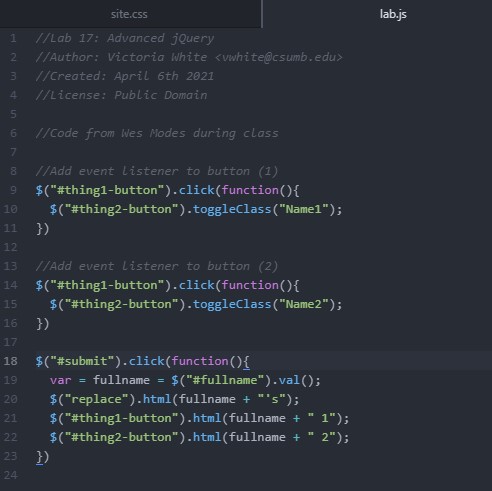 site.css
lab.js
1 //Lab 17: Advanced jQuery
2 //Author: Victoria White <vwhite@csumb.edu>
3 //Created: April 6th 2021
4 //License: Public Domain
5
6 //Code from Wes Modes during class
7
8 //Add event listener to button (1)
9 $("#thing1-button").click(function(){
10   $("#thing2-button").toggleClass("Name1");
11 })
12
13 //Add event listener to button (2)
14 $("#thing1-button").click(function(){
15   $("#thing2-button").toggleClass("Name2");
16 })
17
18 $("#submit").click(function(){
19   var = fullname = $("#fullname").val();
20   $("replace").html(fullname + "'s");
21   $("#thing1-button").html(fullname + " 1");
22   $("#thing2-button").html(fullname + " 2");
23 })
24